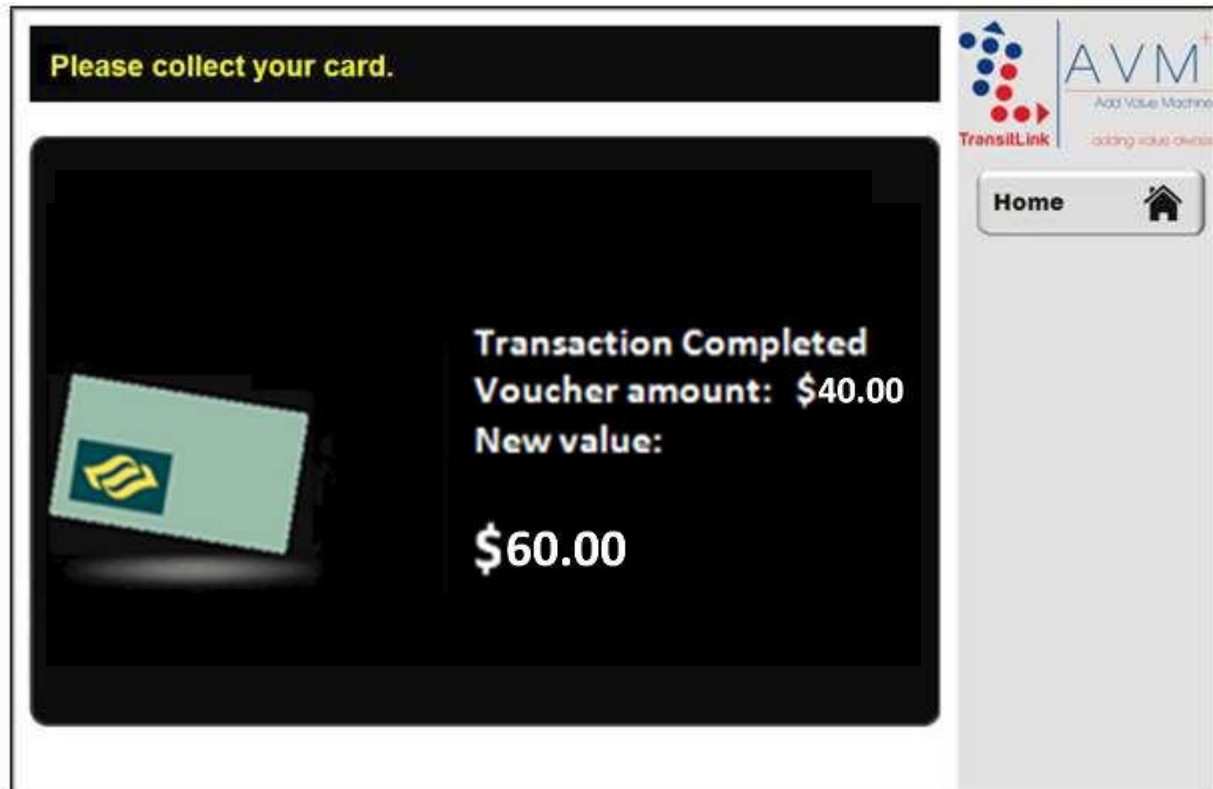 Please collect your card.
Transaction Completed
Voucher amount: $40.00
New value:
$60.00
TransitLink
AVM+
Add Value Machine
adding value always
Home